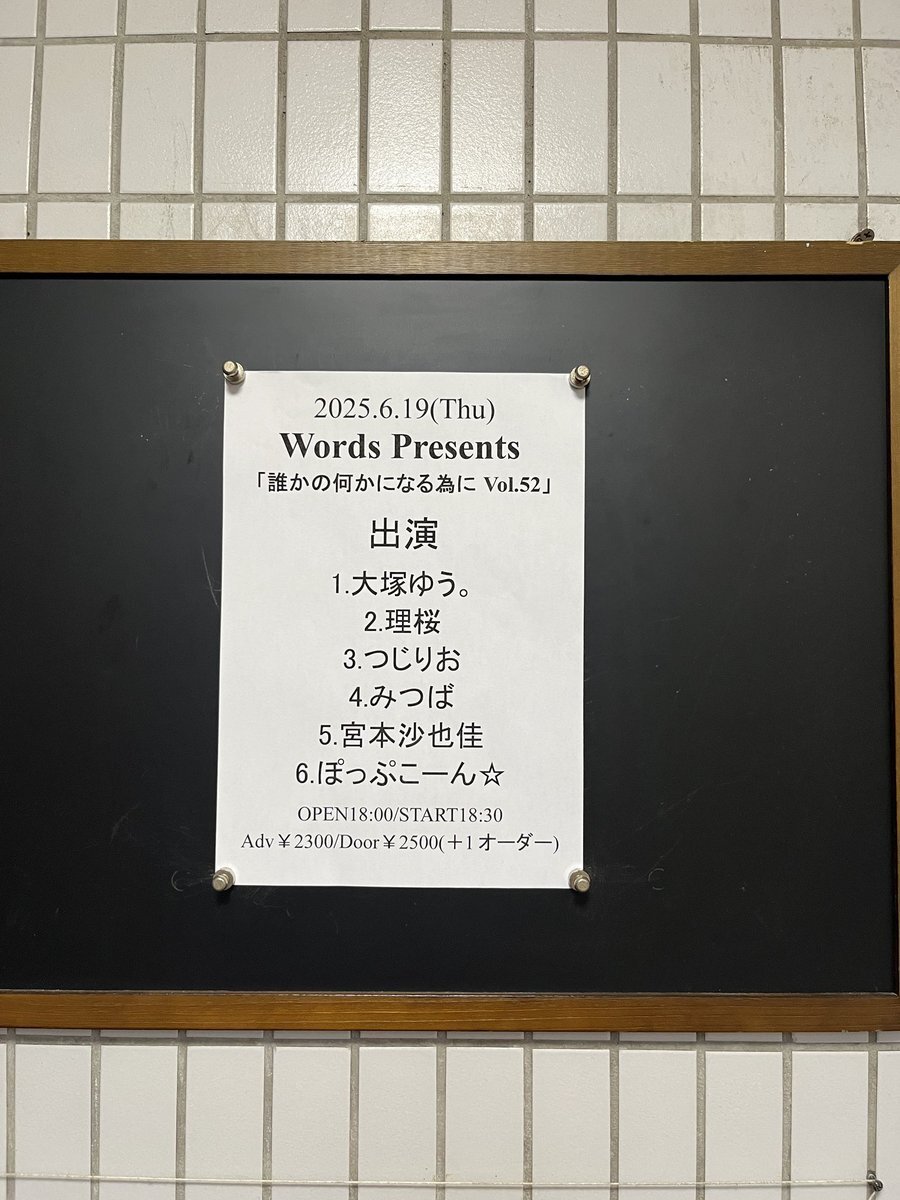 2025.6.19(Thu)
Words Presents
「誰かの何かになる為に Vol.52」
出演
1.大塚ゆう。
2.理桜
3.つじりお
4.みつば
5.宮本沙也佳
6.ぽっぷこーん☆
OPEN18:00/START18:30
Adv￥2300/Door￥2500(＋1オーダー)